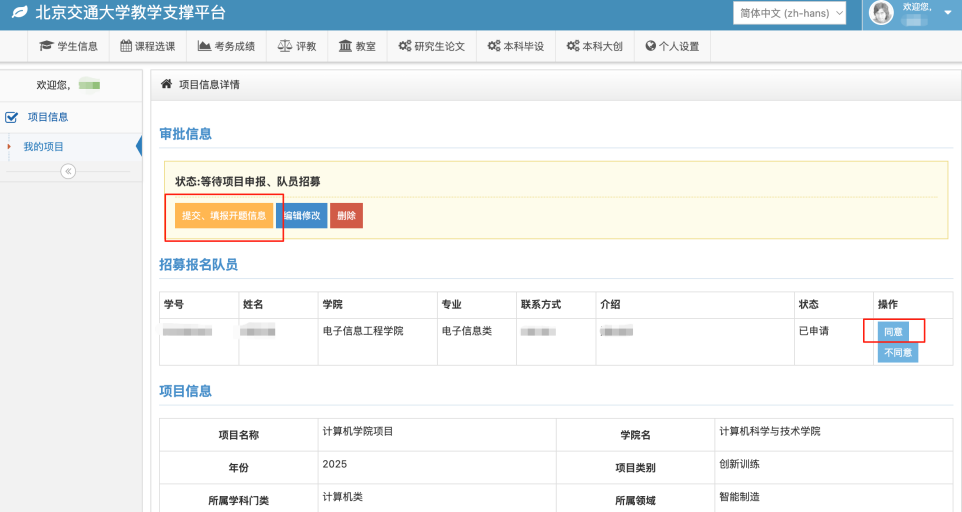 北京交通大学教学支撑平台
简体中文 (zh-hans)
欢迎您,
学生信息 课程选课 考务成绩 评教 教室 研究生论文 本科毕设 本科大创 个人设置
欢迎您,
项目信息
我的项目
项目信息详情
审批信息
状态:等待项目申报、队员招募
提交、填报开题信息 编辑修改 删除
招募报名队员
学号 姓名 学院 专业 联系方式 介绍 状态 操作
电子信息工程学院 电子信息类 已申请 同意
不同意
项目信息
项目名称 计算机学院项目 学院名 计算机科学与技术学院
年份 2025 项目类别 创新训练
所属学科门类 计算机类 所属领域 智能制造